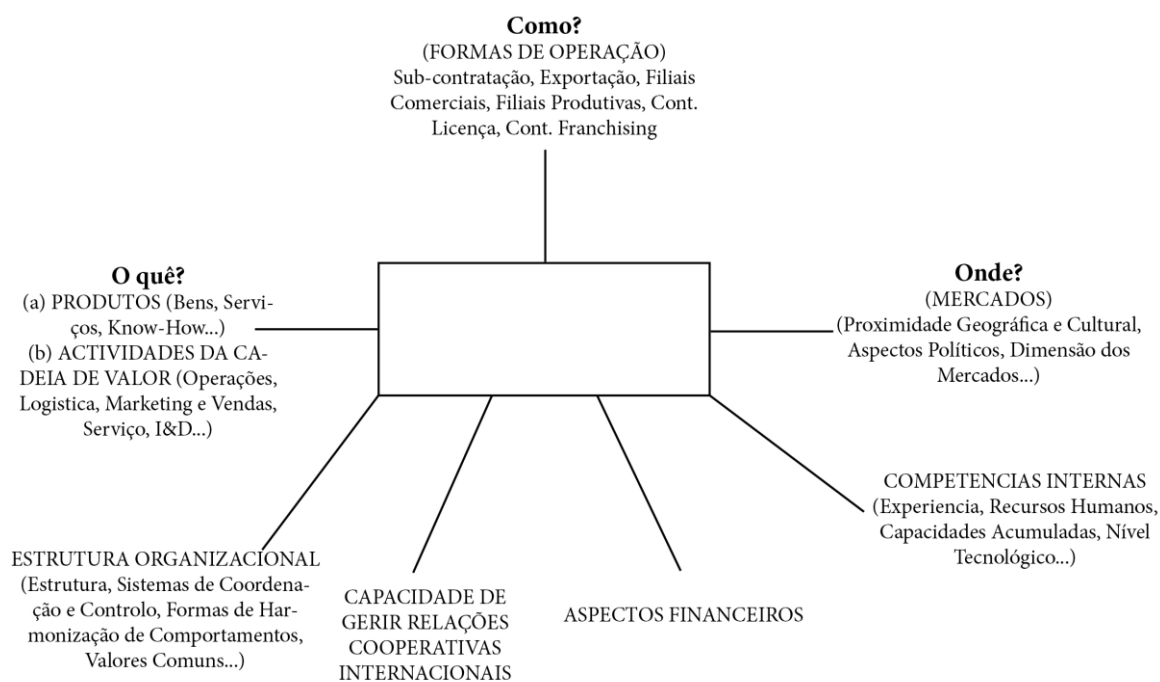 Como?
(FORMAS DE OPERAÇÃO)
Sub-contratação, Exportação, Filiais
Comerciais, Filiais Produtivas, Cont.
Licença, Cont. Franchising
O quê?
(a) PRODUTOS (Bens, Servi-
ços, Know-How...)
(b) ACTIVIDADES DA CA-
DEIA DE VALOR (Operações,
Logistica, Marketing e Vendas,
Serviço, I&D...)
Onde?
(MERCADOS)
(Proximidade Geográfica e Cultural,
Aspectos Políticos, Dimensão dos
Mercados...)
ESTRUTURA ORGANIZACIONAL
(Estrutura, Sistemas de Coordena-
ção e Controlo, Formas de Har-
monização de Comportamentos,
Valores Comuns...)
CAPACIDADE DE
GERIR RELAÇÕES
COOPERATIVAS
INTERNACIONAIS
ASPECTOS FINANCEIROS
COMPETENCIAS INTERNAS
(Experiencia, Recursos Humanos,
Capacidades Acumuladas, Nível
Tecnológico...)